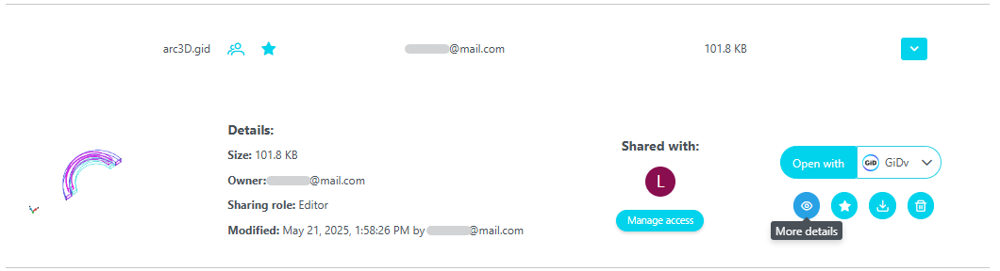 arc3D.gid @mail.com 101.8 KB
Details:
Size: 101.8 KB
Owner: @mail.com
Sharing role: Editor
Modified: May 21, 2025, 1:58:26 PM by @mail.com
Shared with:
L
Manage access
Open with GiD GiDv
More details